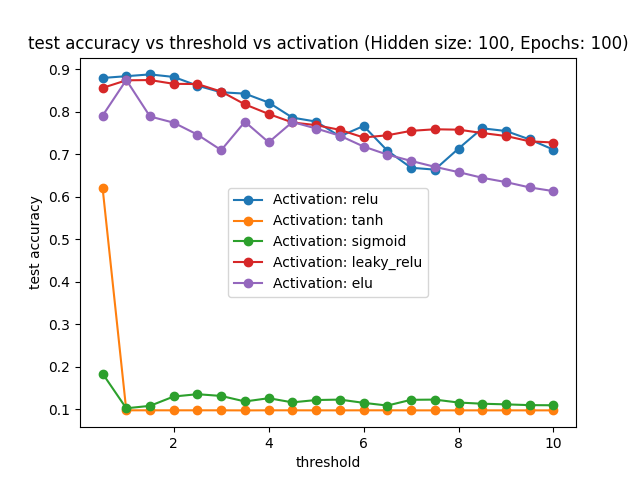 test accuracy vs threshold vs activation (Hidden size: 100, Epochs: 100)
0.9
0.8
0.7
0.6
0.5
0.4
0.3
0.2
0.1
test accuracy
Activation: relu
Activation: tanh
Activation: sigmoid
Activation: leaky_relu
Activation: elu
2 4 6 8 10
threshold